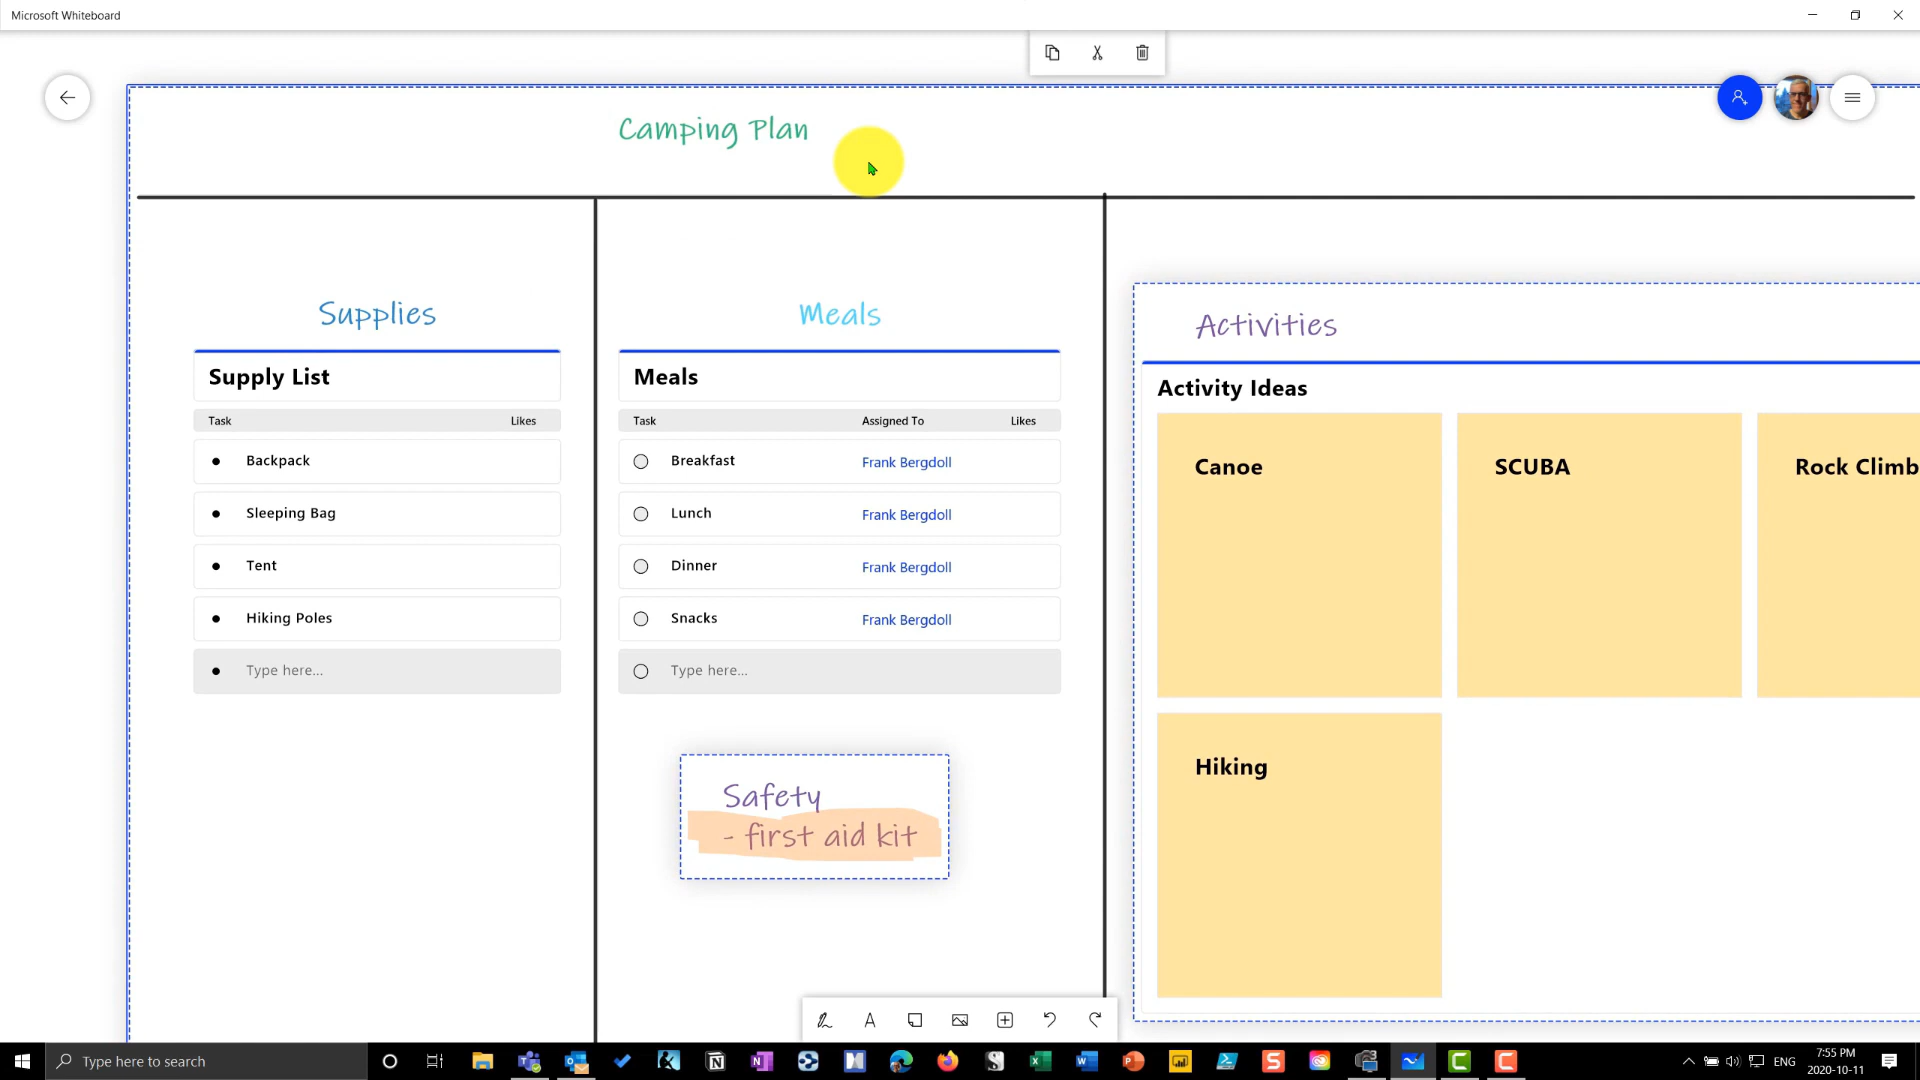 Microsoft Whiteboard
Camping Plan
Supplies
Supply List
Task Likes
Backpack
Sleeping Bag
Tent
Hiking Poles
Type here...
Meals
Meals
Task Assigned To Likes
Breakfast Frank Bergdoll
Lunch Frank Bergdoll
Dinner Frank Bergdoll
Snacks Frank Bergdoll
Type here...
Safety
- first aid kit
Activities
Activity Ideas
Canoe
SCUBA
Rock Climb
Hiking
Type here to search
ENG
7:55 PM
2020-10-11